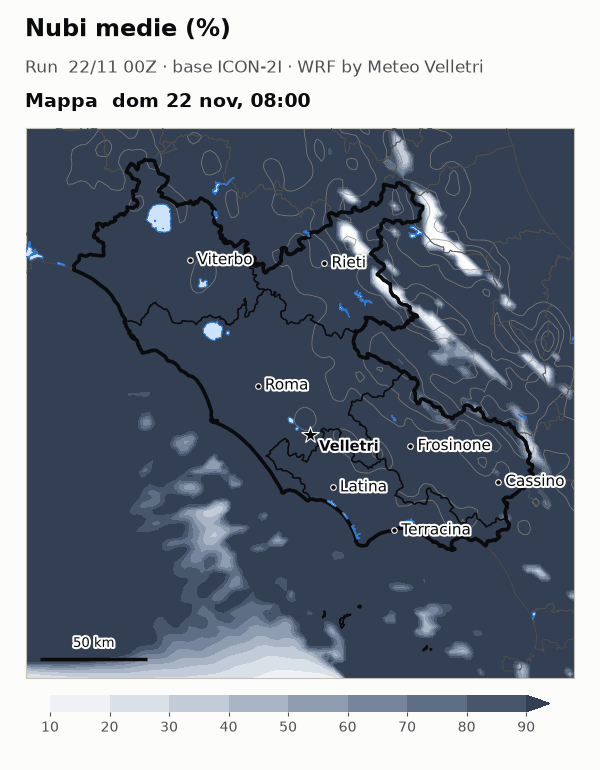 Nubi medie (%)
Run 22/11 00Z · base ICON-2I · WRF by Meteo Velletri
Mappa dom 22 nov, 08:00
Viterbo
Rieti
Roma
Velletri
Frosinone
Latina
Cassino
Terracina
50 km
10 20 30 40 50 60 70 80 90